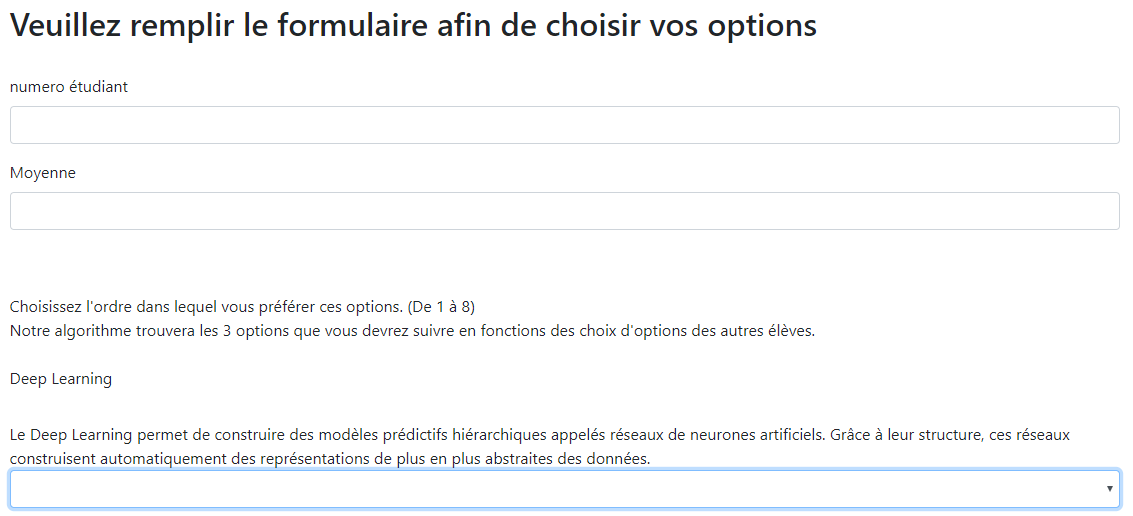 Veuillez remplir le formulaire afin de choisir vos options
numero étudiant
Moyenne
Choisissez l'ordre dans lequel vous préférer ces options. (De 1 à 8)
Notre algorithme trouvera les 3 options que vous devrez suivre en fonctions des choix d'options des autres élèves.
Deep Learning
Le Deep Learning permet de construire des modèles prédictifs hiérarchiques appelés réseaux de neurones artificiels. Grâce à leur structure, ces réseaux
construisent automatiquement des représentations de plus en plus abstraites des données.